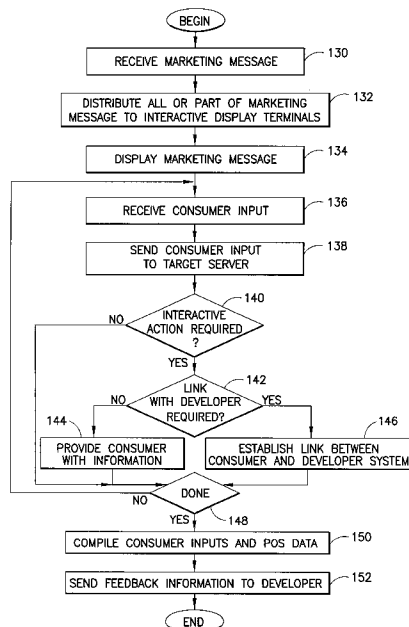 BEGIN
RECEIVE MARKETING MESSAGE
130
DISTRIBUTE ALL OR PART OF MARKETING
MESSAGE TO INTERACTIVE DISPLAY TERMINALS
132
DISPLAY MARKETING MESSAGE
134
RECEIVE CONSUMER INPUT
136
SEND CONSUMER INPUT
TO TARGET SERVER
138
140
NO
INTERACTIVE
ACTION REQUIRED
?
YES
142
NO
LINK
WITH DEVELOPER
REQUIRED?
YES
144
146
PROVIDE CONSUMER
WITH INFORMATION
ESTABLISH LINK BETWEEN
CONSUMER AND DEVELOPER SYSTEM
NO
DONE
YES
148
COMPILE CONSUMER INPUTS AND POS DATA
150
SEND FEEDBACK INFORMATION TO DEVELOPER
152
END